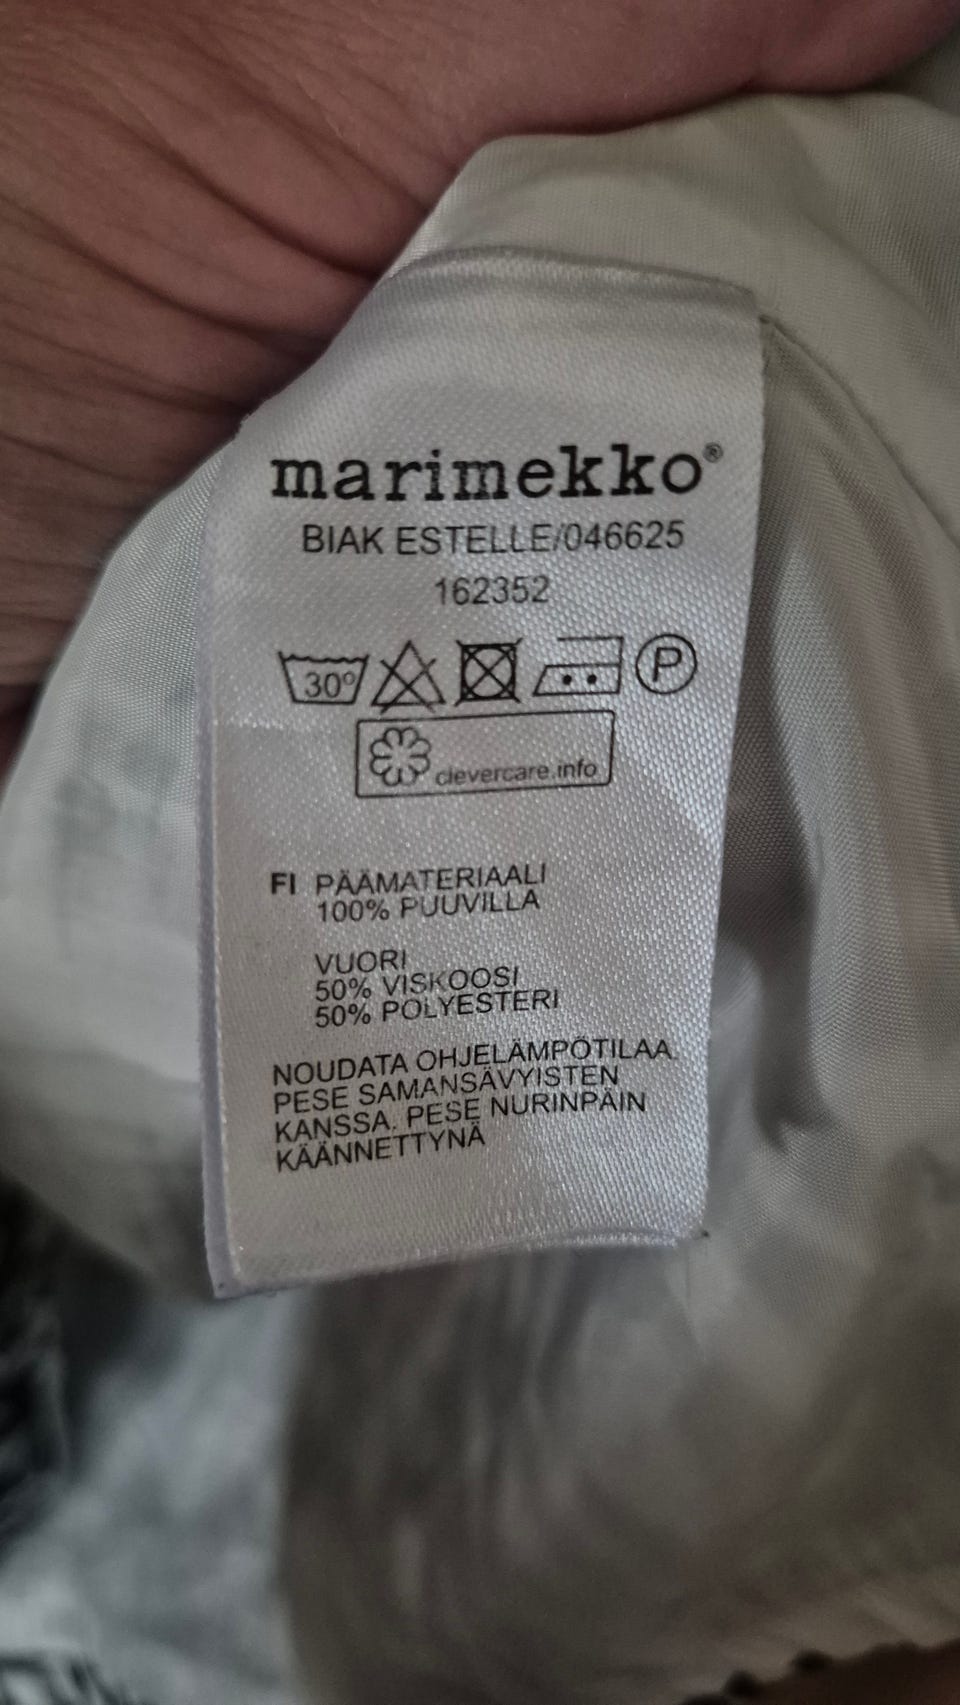 marimekko®
BIAK ESTELLE/046625
162352
30° P
clevercare.info
FI PÄÄMATERIAALI
100% PUUVILLA
VUORI
50% VISKOOSI
50% POLYESTERI
NOUDATA OHJELÄMPÖTILAA.
PESE SAMANSÄVYISTEN
KANSSA. PESE NURINPÄIN
KÄÄNNETTYNÄ